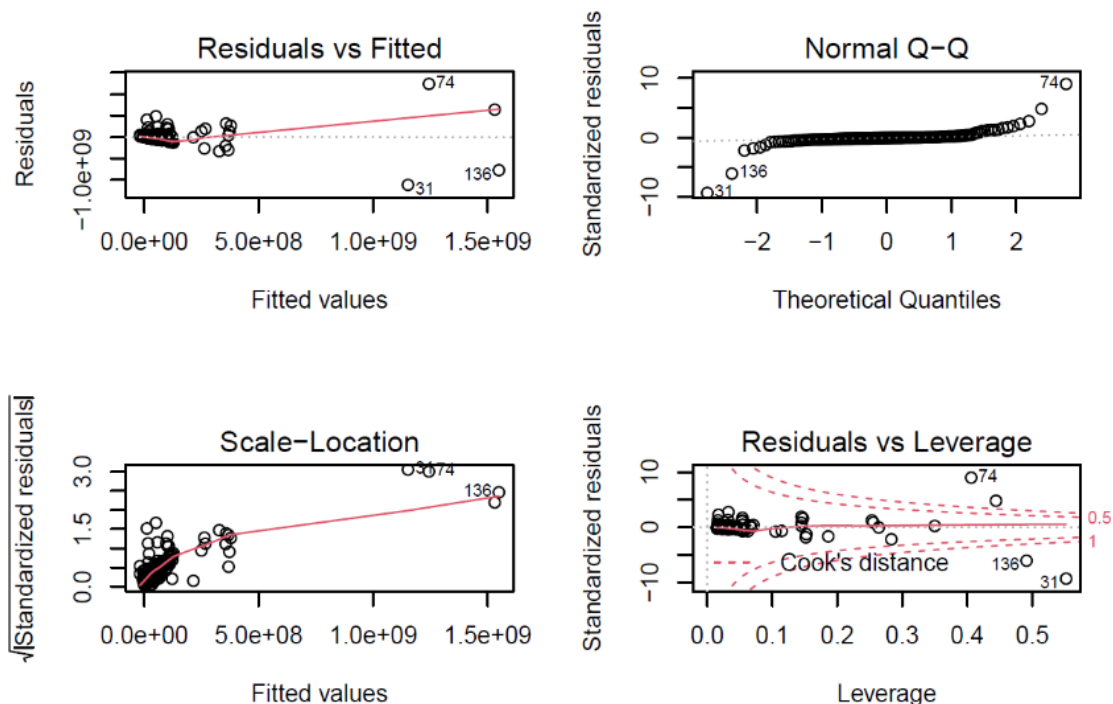 Residuals vs Fitted
Residuals
−1.0e+09
74
136
31
0.0e+00 5.0e+08 1.0e+09 1.5e+09
Fitted values
Normal Q−Q
Standardized residuals
−10 0 10
74
136
31
−2 −1 0 1 2
Theoretical Quantiles
Scale−Location
√|Standardized residuals|
0.0 1.5 3.0
74
136
0.0e+00 5.0e+08 1.0e+09 1.5e+09
Fitted values
Residuals vs Leverage
Standardized residuals
−10 0 10
74
0.5
1
Cook's distance
136
31
0.0 0.1 0.2 0.3 0.4 0.5
Leverage